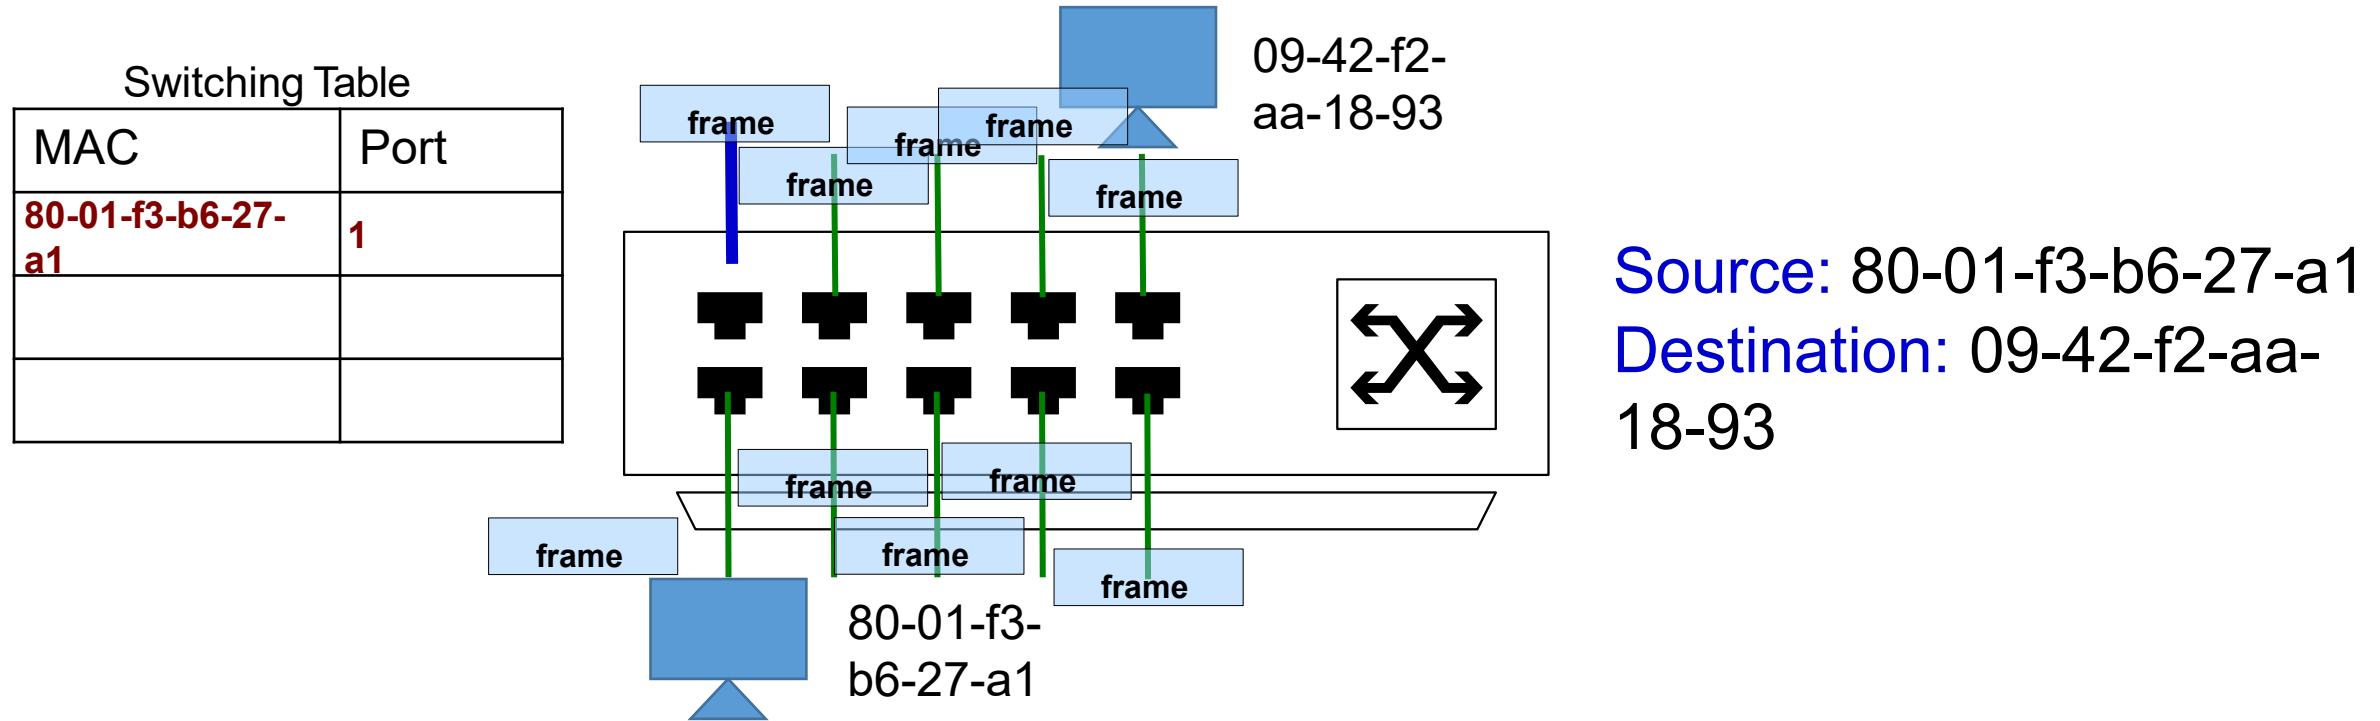 Switching Table
MAC
Port
80-01-f3-b6-27-
a1
1
frame
frame
frame
frame
frame
09-42-f2-
aa-18-93
frame
frame
frame
frame
frame
80-01-f3-
b6-27-a1
Source: 80-01-f3-b6-27-a1
Destination: 09-42-f2-aa-
18-93